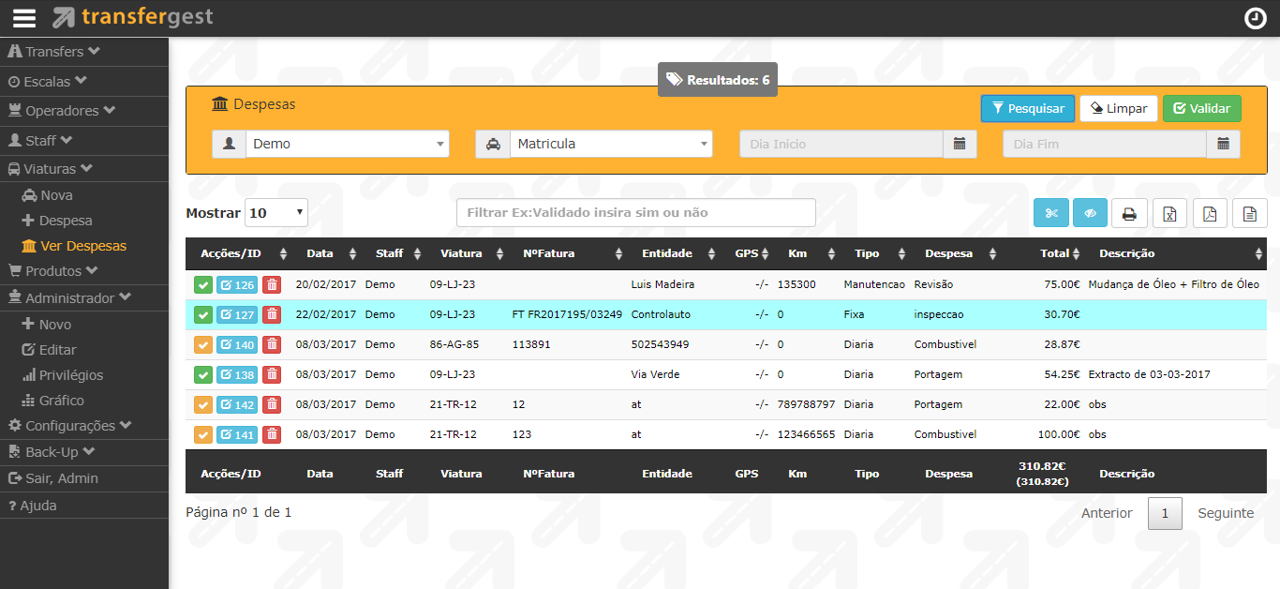 transfergest
Transfers
Escalas
Operadores
Staff
Viaturas
Nova
Despesa
Ver Despesas
Produtos
Administrador
Novo
Editar
Privilégios
Gráfico
Configurações
Back-Up
Sair, Admin
? Ajuda
Resultados: 6
Despesas
Pesquisar Limpar Validar
Demo Matricula Dia Inicio Dia Fim
Mostrar 10 Filtrar Ex:Validado insira sim ou não
Acções/ID Data Staff Viatura NºFatura Entidade GPS Km Tipo Despesa Total Descrição
126 20/02/2017 Demo 09-LJ-23 Luis Madeira -/- 135300 Manutencao Revisão 75.00€ Mudança de Óleo + Filtro de Óleo
127 22/02/2017 Demo 09-LJ-23 FT FR2017195/03249 Controlauto -/- 0 Fixa inspeccao 30.70€
140 08/03/2017 Demo 86-AG-85 113891 502543949 -/- 0 Diaria Combustivel 28.87€
138 08/03/2017 Demo 09-LJ-23 Via Verde -/- 0 Diaria Portagem 54.25€ Extracto de 03-03-2017
142 08/03/2017 Demo 21-TR-12 12 at -/- 789788797 Diaria Portagem 22.00€ obs
141 08/03/2017 Demo 21-TR-12 123 at -/- 123466565 Diaria Combustivel 100.00€ obs
Acções/ID Data Staff Viatura NºFatura Entidade GPS Km Tipo Despesa 310.82€ Descrição
(310.82€)
Página nº 1 de 1 Anterior 1 Seguinte